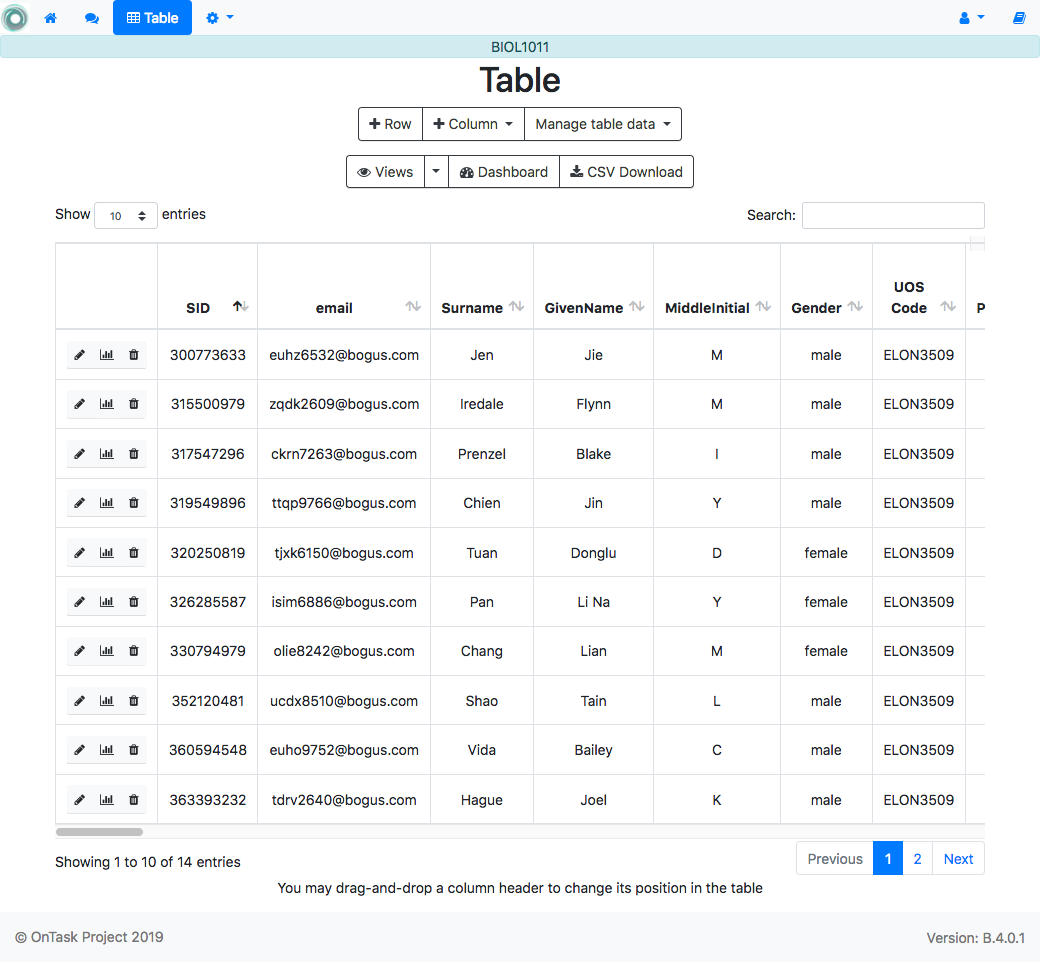 Table
BIOL1011
Table
Row Column Manage table data
Views Dashboard CSV Download
Show 10 entries Search:
SID email Surname GivenName MiddleInitial Gender UOS Code P
300773633 euhz6532@bogus.com Jen Jie M male ELON3509
315500979 zqdk2609@bogus.com Iredale Flynn M male ELON3509
317547296 ckrn7263@bogus.com Prenzel Blake I male ELON3509
319549896 ttqp9766@bogus.com Chien Jin Y male ELON3509
320250819 tjxk6150@bogus.com Tuan Donglu D female ELON3509
326285587 isim6886@bogus.com Pan Li Na Y female ELON3509
330794979 olie8242@bogus.com Chang Lian M female ELON3509
352120481 ucdx8510@bogus.com Shao Tain L male ELON3509
360594548 euho9752@bogus.com Vida Bailey C male ELON3509
363393232 tdrv2640@bogus.com Hague Joel K male ELON3509
Showing 1 to 10 of 14 entries Previous 1 2 Next
You may drag-and-drop a column header to change its position in the table
© OnTask Project 2019 Version: B.4.0.1